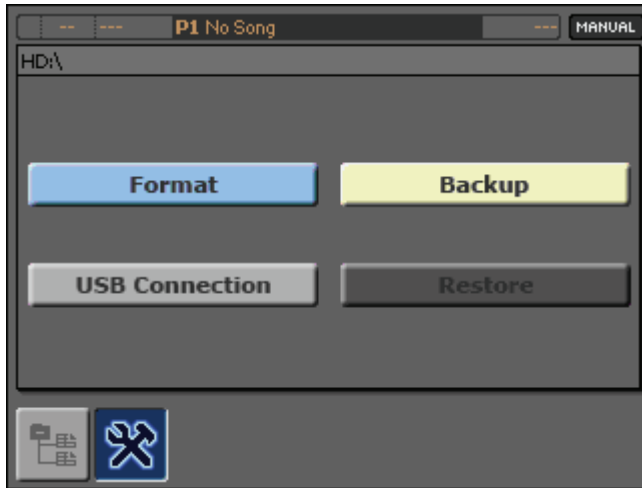 -- --- P1 No Song --- MANUAL
HD:\
Format Backup
USB Connection Restore